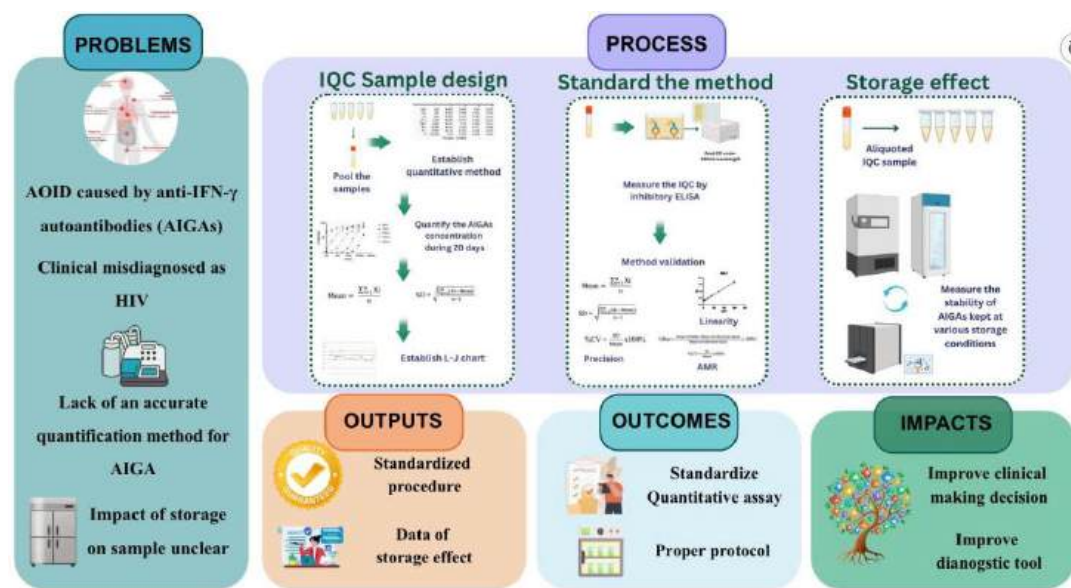 PROBLEMS
AOID caused by anti-IFN-γ
autoantibodies (AIGAs)
Clinical misdiagnosed as
HIV
Lack of an accurate
quantification method for
AIGA
Impact of storage
on sample unclear
PROCESS
IQC Sample design
Pool the
samples
Establish
quantitative method
Quantify the AIGAs
concentration
during 20 days
Mean =
SD =
Establish L-J chart
Standard the method
Measure the IQC by
inhibitory ELISA
Method validation
Mean =
SD =
%CV = SD/Mean x100%
Precision
Linearity
AMR
Storage effect
Aliquoted
IQC sample
Measure the
stability of
AIGAs kept at
various storage
conditions
OUTPUTS
Standardized
procedure
Data of
storage effect
OUTCOMES
Standardize
Quantitative assay
Proper protocol
IMPACTS
Improve clinical
making decision
Improve
dianogstic tool